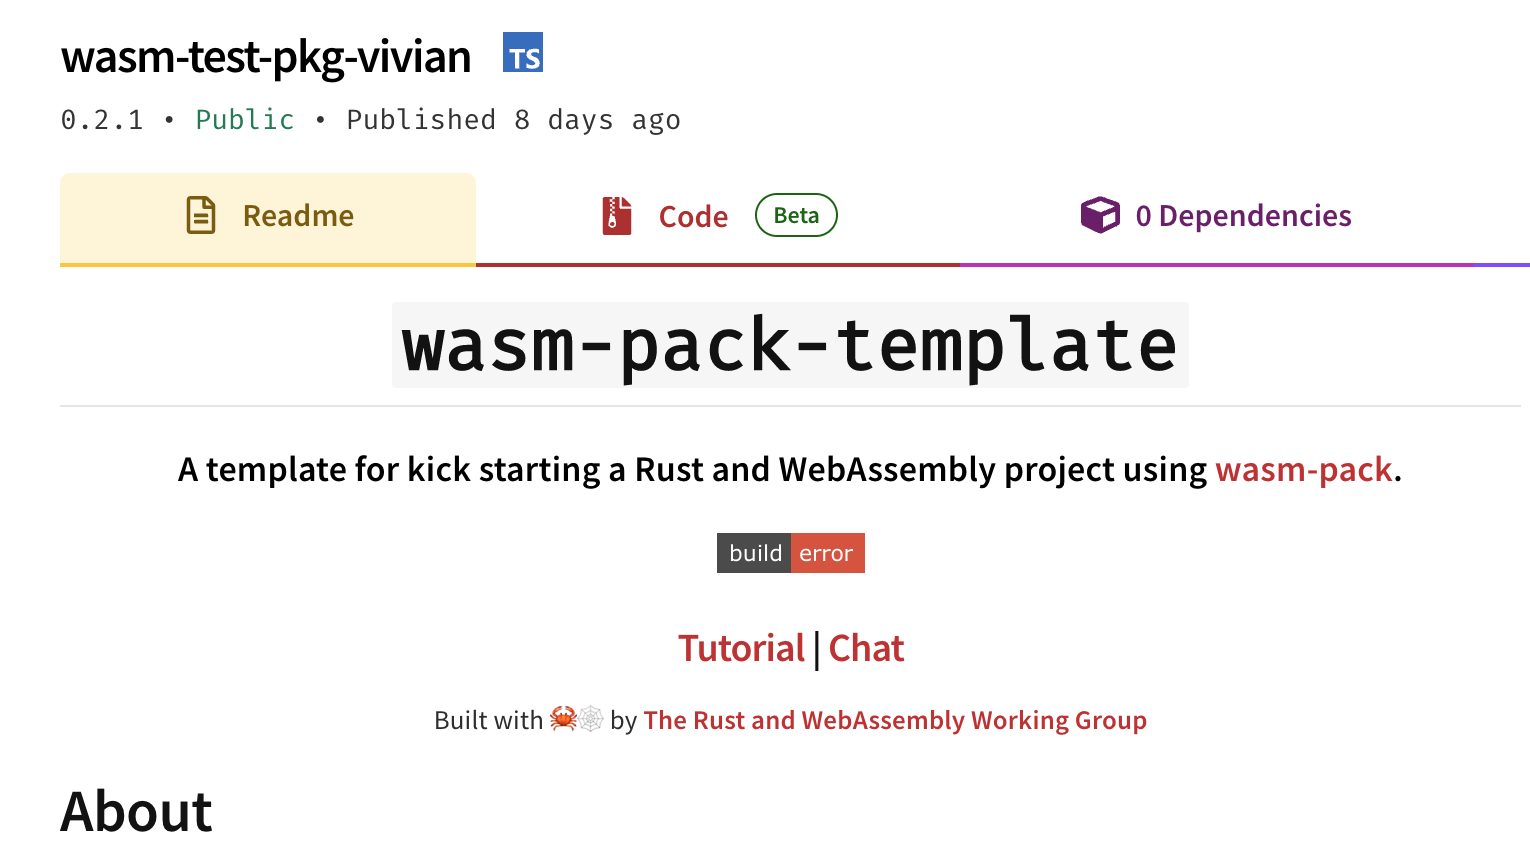 wasm-test-pkg-vivian TS
0.2.1 • Public • Published 8 days ago
Readme Code Beta 0 Dependencies
wasm-pack-template
A template for kick starting a Rust and WebAssembly project using wasm-pack.
build error
Tutorial | Chat
Built with 🦀🕸 by The Rust and WebAssembly Working Group
About